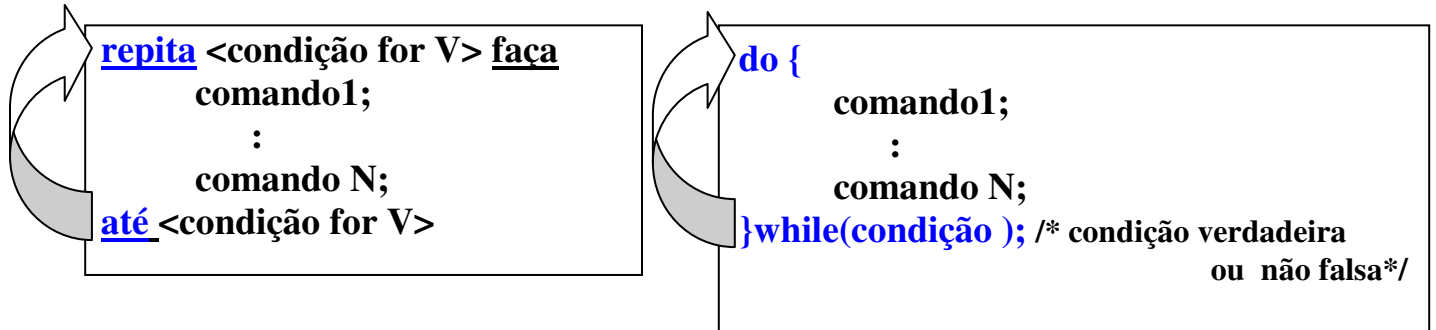 repita <condição for V> faça
comando1;
:
comando N;
até <condição for V>
do {
comando1;
:
comando N;
}while(condição ); /* condição verdadeira
ou não falsa*/